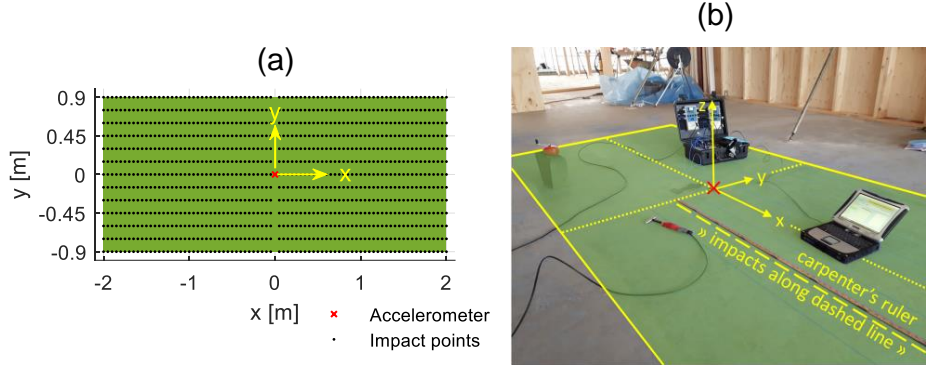 (a)
0.9
0.45
0
-0.45
-0.9
y [m]
y
x
-2
-1
0
1
2
x [m]
× Accelerometer
· Impact points
(b)
z
y
x
carpenter's ruler
» impacts along dashed line »